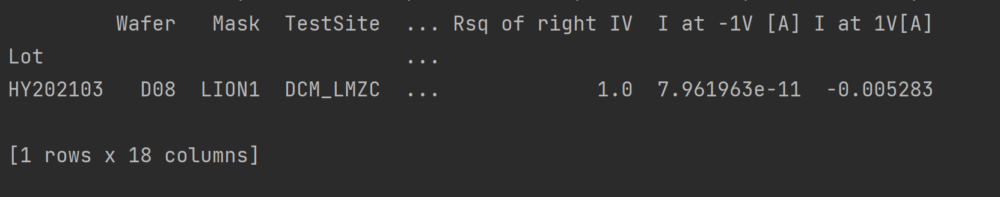 Wafer Mask TestSite ... Rsq of right IV I at -1V [A] I at 1V[A]
Lot ...
HY202103 D08 LION1 DCM_LMZC ... 1.0 7.961963e-11 -0.005283
[1 rows x 18 columns]